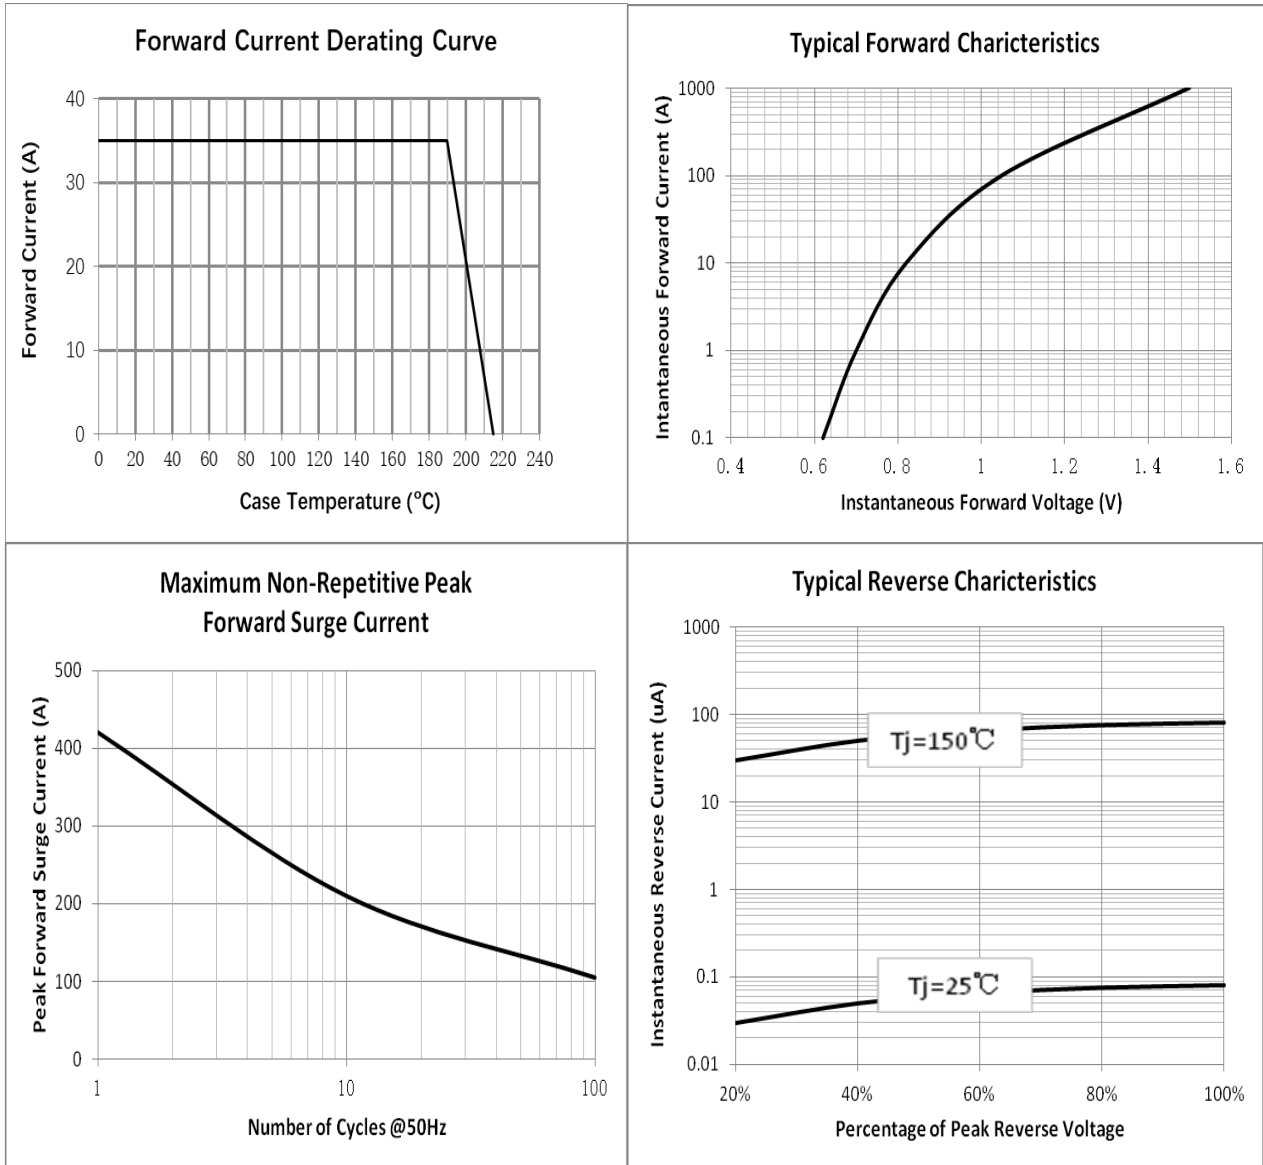 Forward Current Derating Curve
Forward Current (A)
40
30
20
10
0
0 20 40 60 80 100 120 140 160 180 200 220 240
Case Temperature (°C)
Typical Forward Charicteristics
Intantaneous Forward Current (A)
1000
100
10
1
0.1
0.4 0.6 0.8 1 1.2 1.4 1.6
Instantaneous Forward Voltage (V)
Maximum Non-Repetitive Peak
Forward Surge Current
Peak Forward Surge Current (A)
500
400
300
200
100
0
1 10 100
Number of Cycles @50Hz
Typical Reverse Charicteristics
Instantaneous Reverse Current (uA)
1000
100
10
1
0.1
0.01
Tj=150℃
Tj=25℃
20% 40% 60% 80% 100%
Percentage of Peak Reverse Voltage